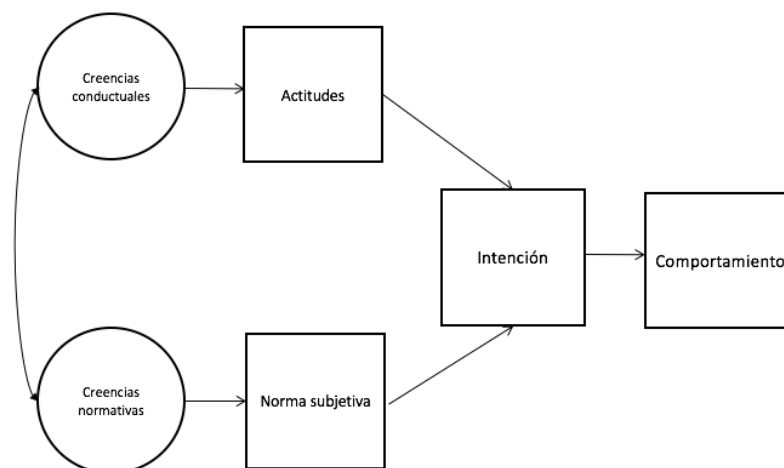 Creencias
conductuales
Actitudes
Intención
Comportamiento
Creencias
normativas
Norma subjetiva